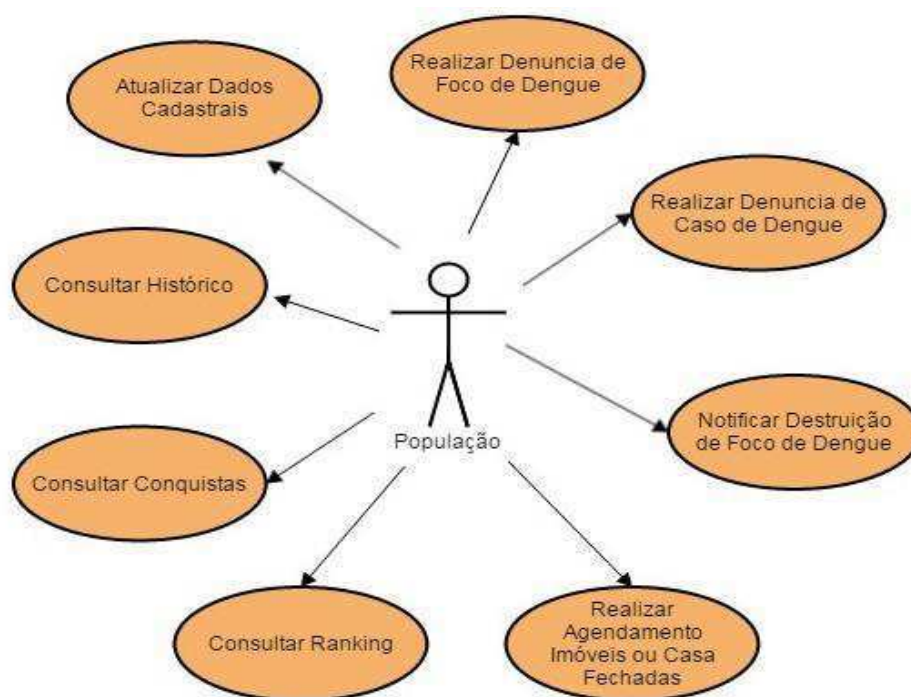 Realizar Denuncia de
Foco de Dengue
Atualizar Dados
Cadastrais
Realizar Denuncia de
Caso de Dengue
Consultar Histórico
Notificar Destruição
de Foco de Dengue
População
Consultar Conquistas
Consultar Ranking
Realizar
Agendamento
Imóveis ou Casa
Fechadas